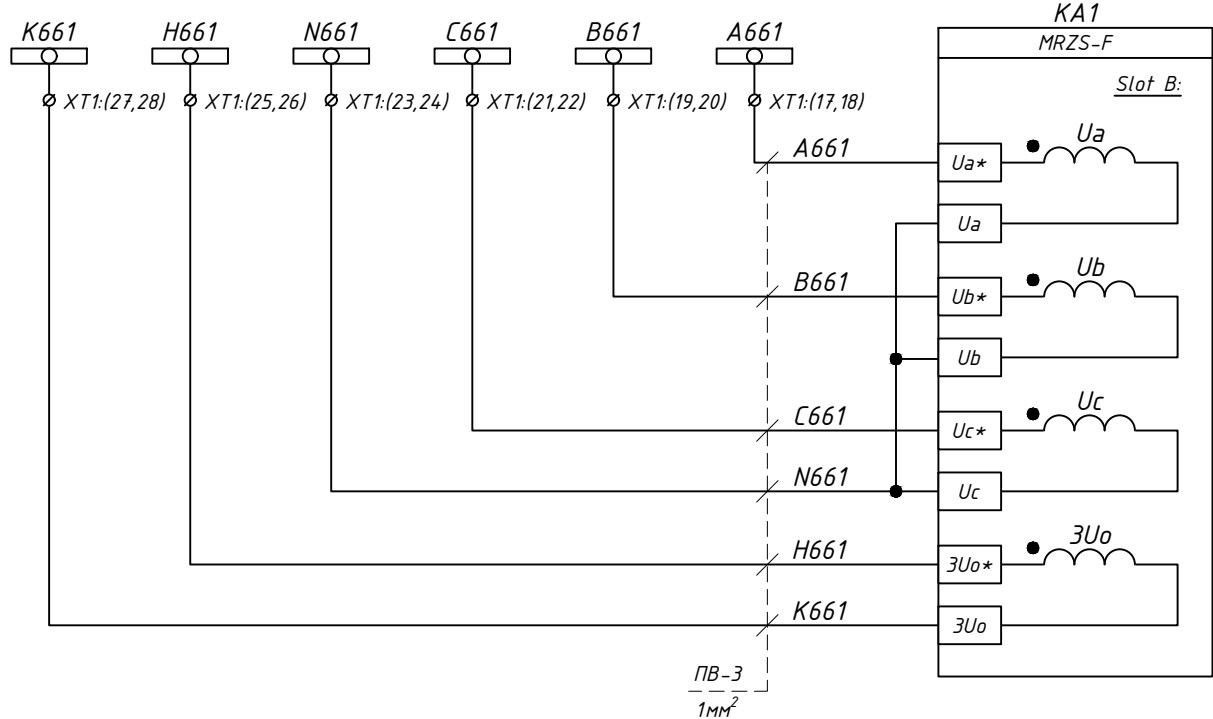 KA1
MRZS-F
Slot B:
K661
H661
N661
C661
B661
A661
XT1:(27,28)
XT1:(25,26)
XT1:(23,24)
XT1:(21,22)
XT1:(19,20)
XT1:(17,18)
A661
Ua*
Ua
Ua
B661
Ub*
Ub
Ub
C661
Uc*
Uc
N661
Uc
H661
3Uo*
3Uo
K661
3Uo
ПВ-3
1мм²